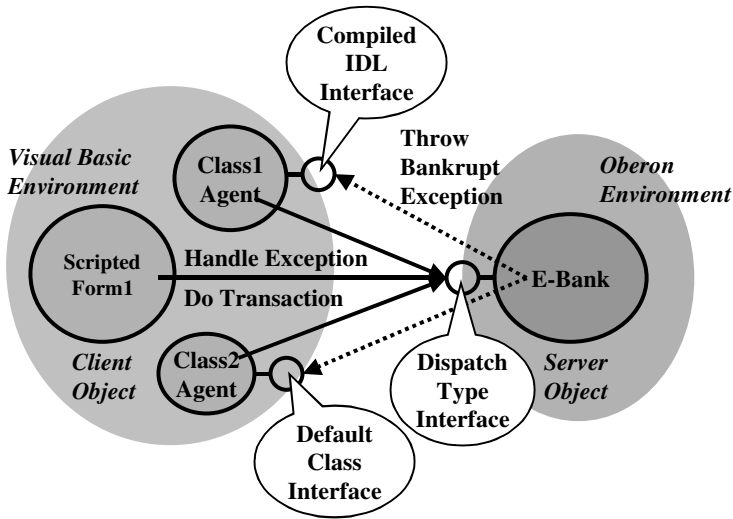 Compiled
IDL
Interface
Visual Basic
Environment
Class1
Agent
Throw
Bankrupt
Exception
Oberon
Environment
Scripted
Form1
Handle Exception
Do Transaction
E-Bank
Client
Object
Class2
Agent
Dispatch
Type
Interface
Server
Object
Default
Class
Interface